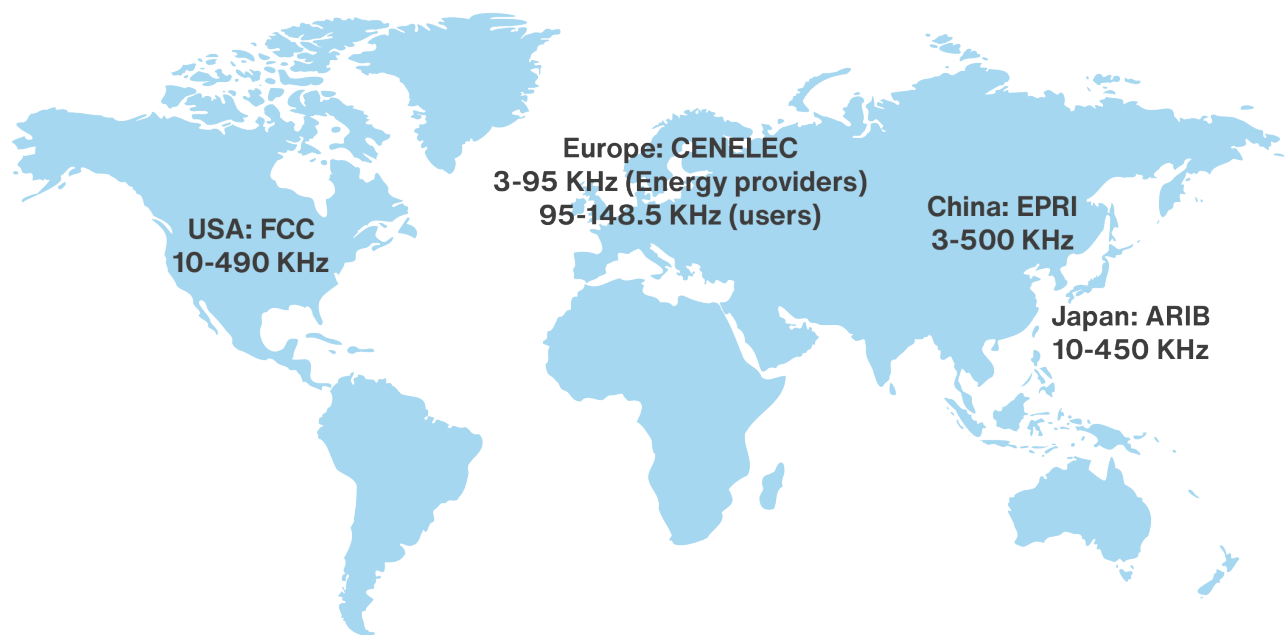 USA: FCC
10-490 KHz
Europe: CENELEC
3-95 KHz (Energy providers)
95-148.5 KHz (users)
China: EPRI
3-500 KHz
Japan: ARIB
10-450 KHz